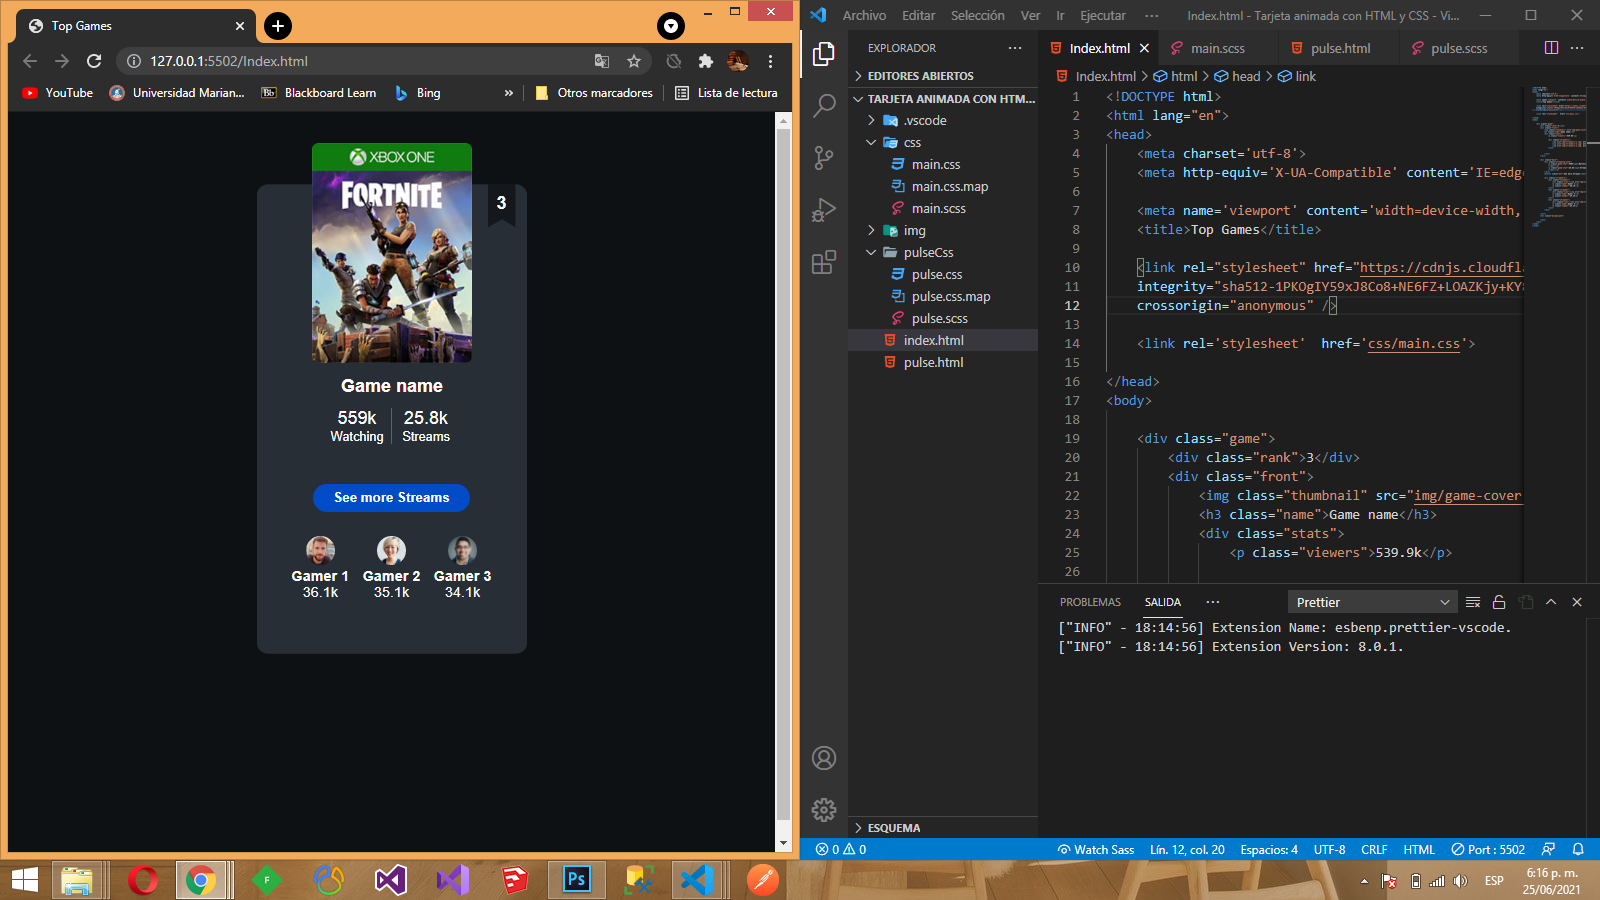 Top Games
127.0.0.1:5502/Index.html
YouTube
Universidad Marian...
Bb
Blackboard Learn
Bing
»
Otros marcadores
Lista de lectura
XBOX ONE
FORTNITE
3
Game name
559k
25.8k
Watching
Streams
See more Streams
Gamer 1
Gamer 2
Gamer 3
36.1k
35.1k
34.1k
Archivo Editar Selección Ver Ir Ejecutar ···
Index.html - Tarjeta animada con HTML y CSS - Vi...
EXPLORADOR
EDITORES ABIERTOS
TARJETA ANIMADA CON HTM...
.vscode
css
main.css
main.css.map
main.scss
img
pulseCss
pulse.css
pulse.css.map
pulse.scss
index.html
pulse.html
ESQUEMA
Index.html
main.scss
pulse.html
pulse.scss
Index.html > html > head > link
1 <!DOCTYPE html>
2 <html lang="en">
3 <head>
4 <meta charset='utf-8'>
5 <meta http-equiv='X-UA-Compatible' content='IE=edge
6
7 <meta name='viewport' content='width=device-width,
8 <title>Top Games</title>
9
10 <link rel="stylesheet" href="https://cdnjs.cloudfl
11 integrity="sha512-1PKOgIY59xJ8Co8+NE6FZ+LOAZKjy+KY8
12 crossorigin="anonymous" />
13
14 <link rel='stylesheet'  href='css/main.css'>
15
16 </head>
17 <body>
18
19 <div class="game">
20 <div class="rank">3</div>
21 <div class="front">
22 <img class="thumbnail" src="img/game-cover
23 <h3 class="name">Game name</h3>
24 <div class="stats">
25 <p class="viewers">539.9k</p>
26
PROBLEMAS SALIDA ···
Prettier
["INFO" - 18:14:56] Extension Name: esbenp.prettier-vscode.
["INFO" - 18:14:56] Extension Version: 8.0.1.
0 0
Watch Sass
Lín. 12, col. 20
Espacios: 4
UTF-8
CRLF
HTML
Port : 5502
F
Ps
ESP
6:16 p. m.
25/06/2021